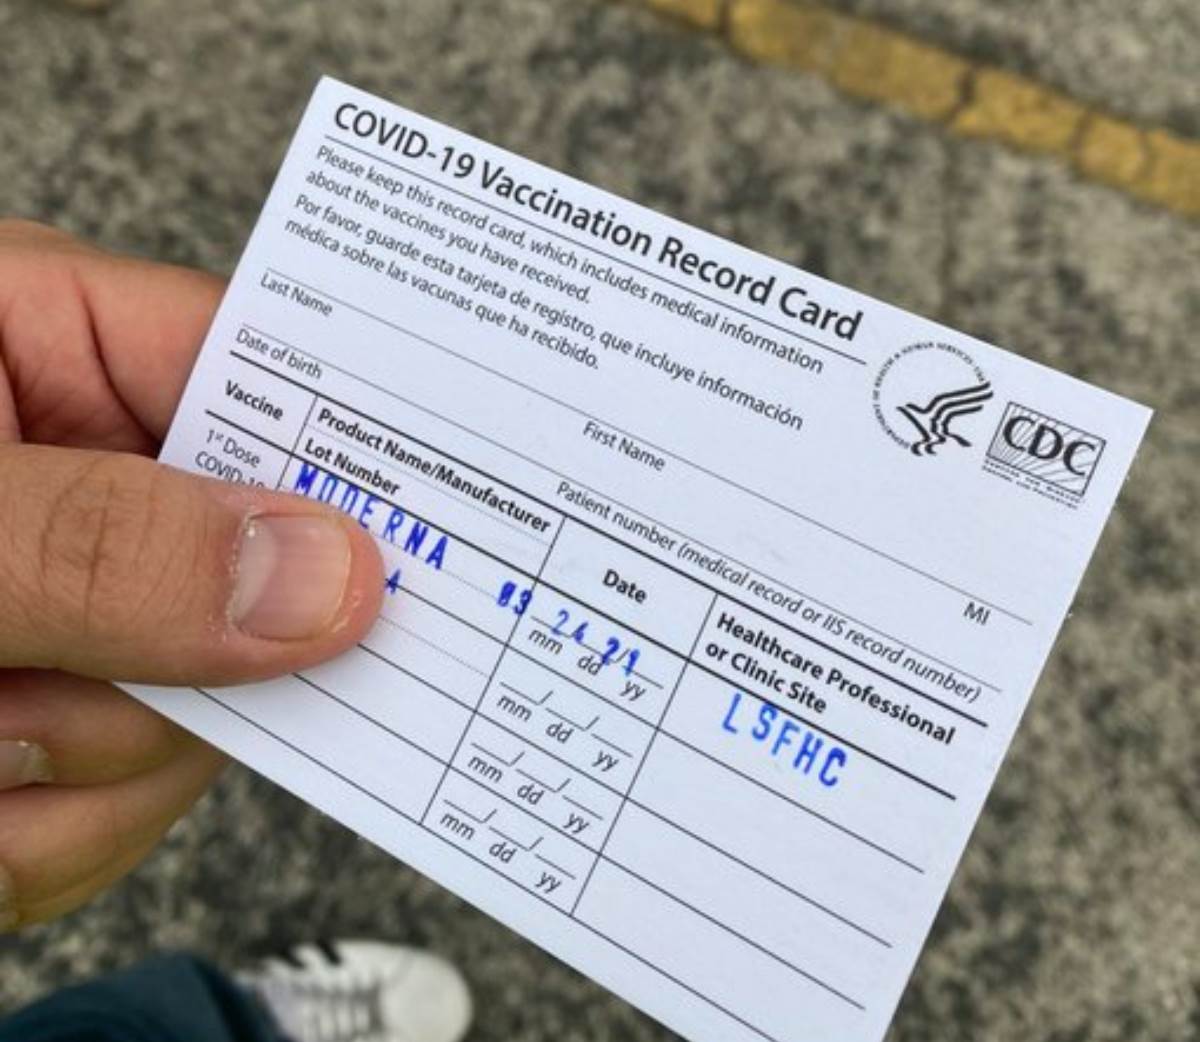 COVID-19 Vaccination Record Card
Please keep this record card, which includes medical information
about the vaccines you have received.
Por favor, guarde esta tarjeta de registro, que incluye información
médica sobre las vacunas que ha recibido.
CDC
Last Name
First Name
MI
Date of birth
Patient number (medical record or IIS record number)
Vaccine
Product Name/Manufacturer
Lot Number
Date
Healthcare Professional
or Clinic Site
1st Dose
COVID-19
MODERNA
A
03 24 21
mm dd yy
LSFHC
mm dd yy
mm dd yy
mm dd yy